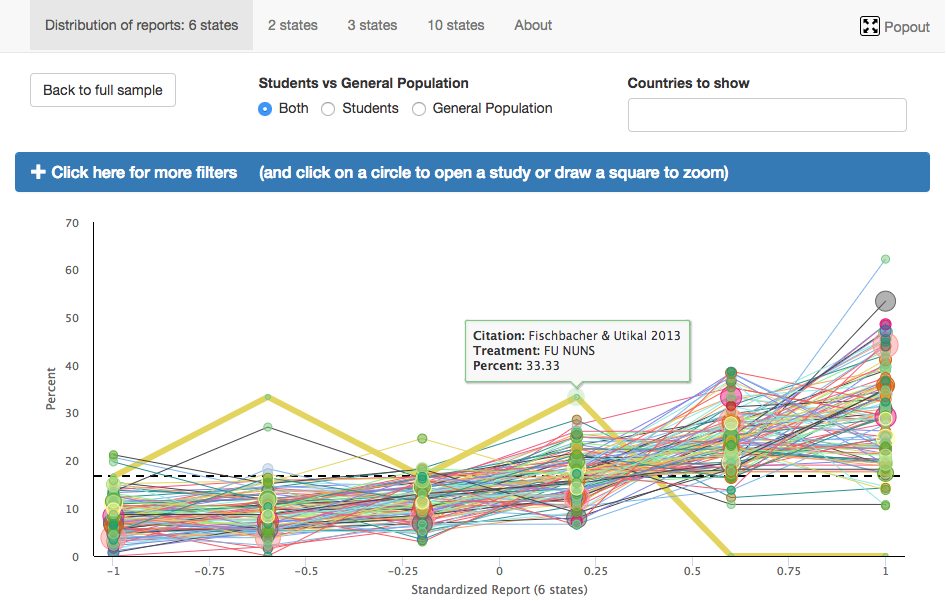 Distribution of reports: 6 states 2 states 3 states 10 states About Popout
Back to full sample
Students vs General Population
Both Students General Population
Countries to show
Click here for more filters (and click on a circle to open a study or draw a square to zoom)
70
60
50
40
30
20
10
0
Percent
Citation: Fischbacher & Utikal 2013
Treatment: FU NUNS
Percent: 33.33
−1 −0.75 −0.5 −0.25 0 0.25 0.5 0.75 1
Standardized Report (6 states)